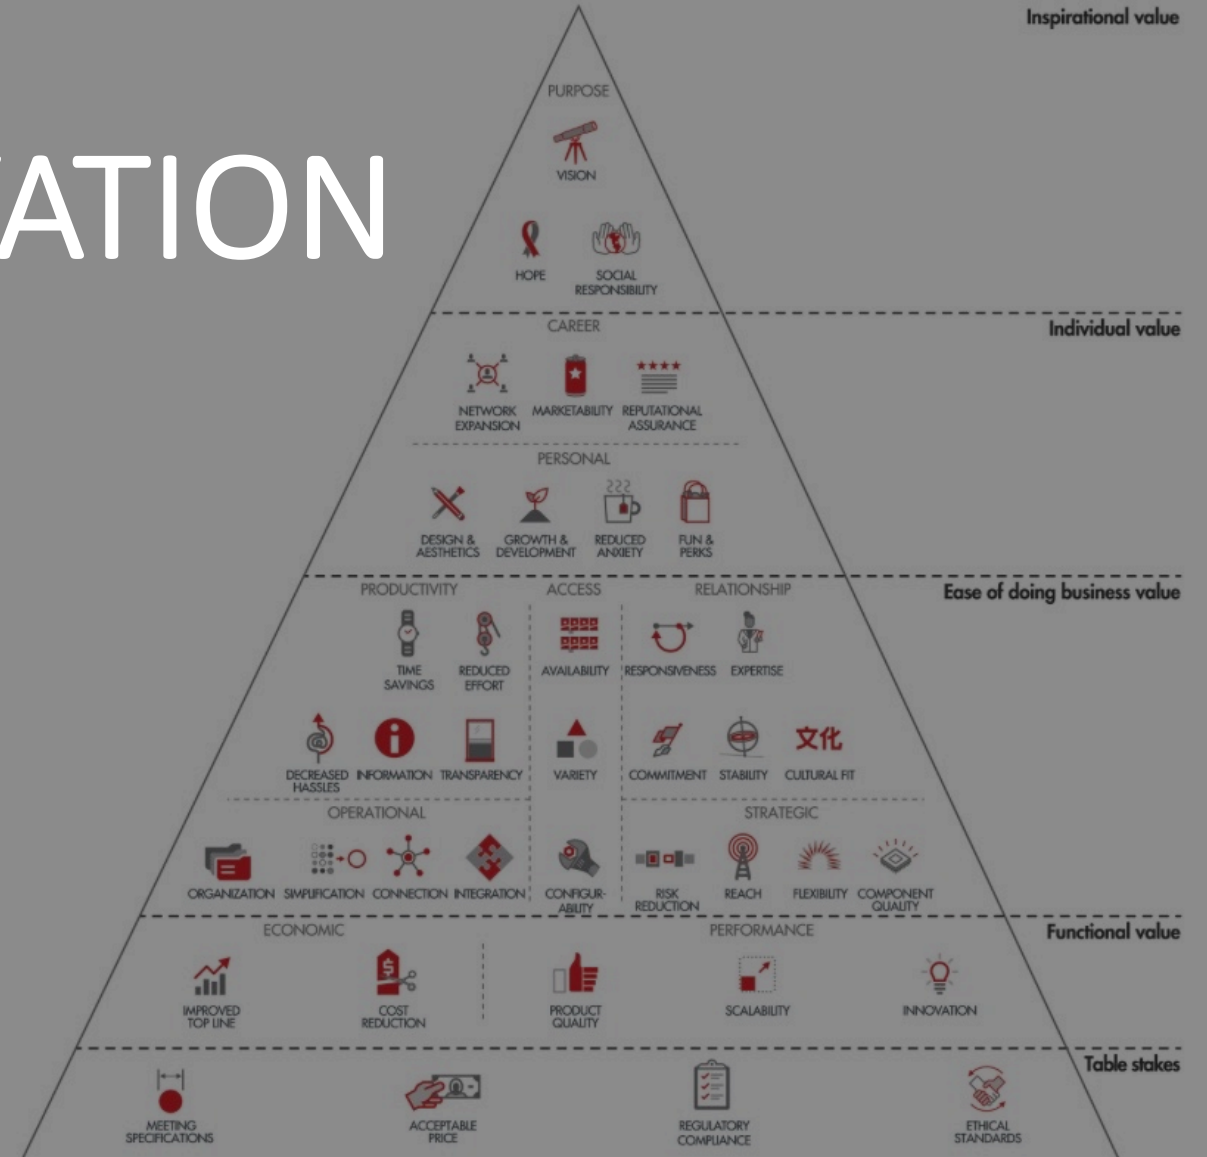 Inspirational value
PURPOSE
ATION
VISION
HOPE
SOCIAL
RESPONSIBILITY
Individual value
CAREER
NETWORK
EXPANSION
MARKETABILITY
REPUTATIONAL
ASSURANCE
PERSONAL
DESIGN &
AESTHETICS
GROWTH &
DEVELOPMENT
REDUCED
ANXIETY
FUN &
PERKS
Ease of doing business value
PRODUCTIVITY
ACCESS
RELATIONSHIP
TIME
SAVINGS
REDUCED
EFFORT
AVAILABILITY
RESPONSIVENESS
EXPERTISE
文化
DECREASED
HASSLES
INFORMATION
TRANSPARENCY
VARIETY
COMMITMENT
STABILITY
CULTURAL FIT
OPERATIONAL
STRATEGIC
ORGANIZATION
SIMPLIFICATION
CONNECTION
INTEGRATION
CONFIGUR-
ABILITY
RISK
REDUCTION
REACH
FLEXIBILITY
COMPONENT
QUALITY
Functional value
ECONOMIC
PERFORMANCE
IMPROVED
TOP LINE
$
COST
REDUCTION
PRODUCT
QUALITY
SCALABILITY
INNOVATION
Table stakes
MEETING
SPECIFICATIONS
ACCEPTABLE
PRICE
REGULATORY
COMPLIANCE
ETHICAL
STANDARDS